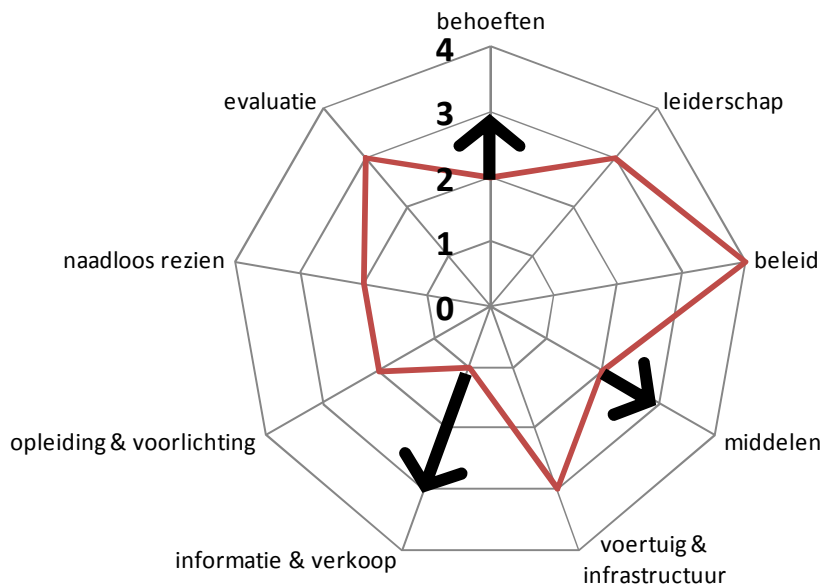 behoeften
4
evaluatie
leiderschap
3
2
1
naadloos rezien
beleid
0
opleiding & voorlichting
middelen
informatie & verkoop
voertuig &
infrastructuur